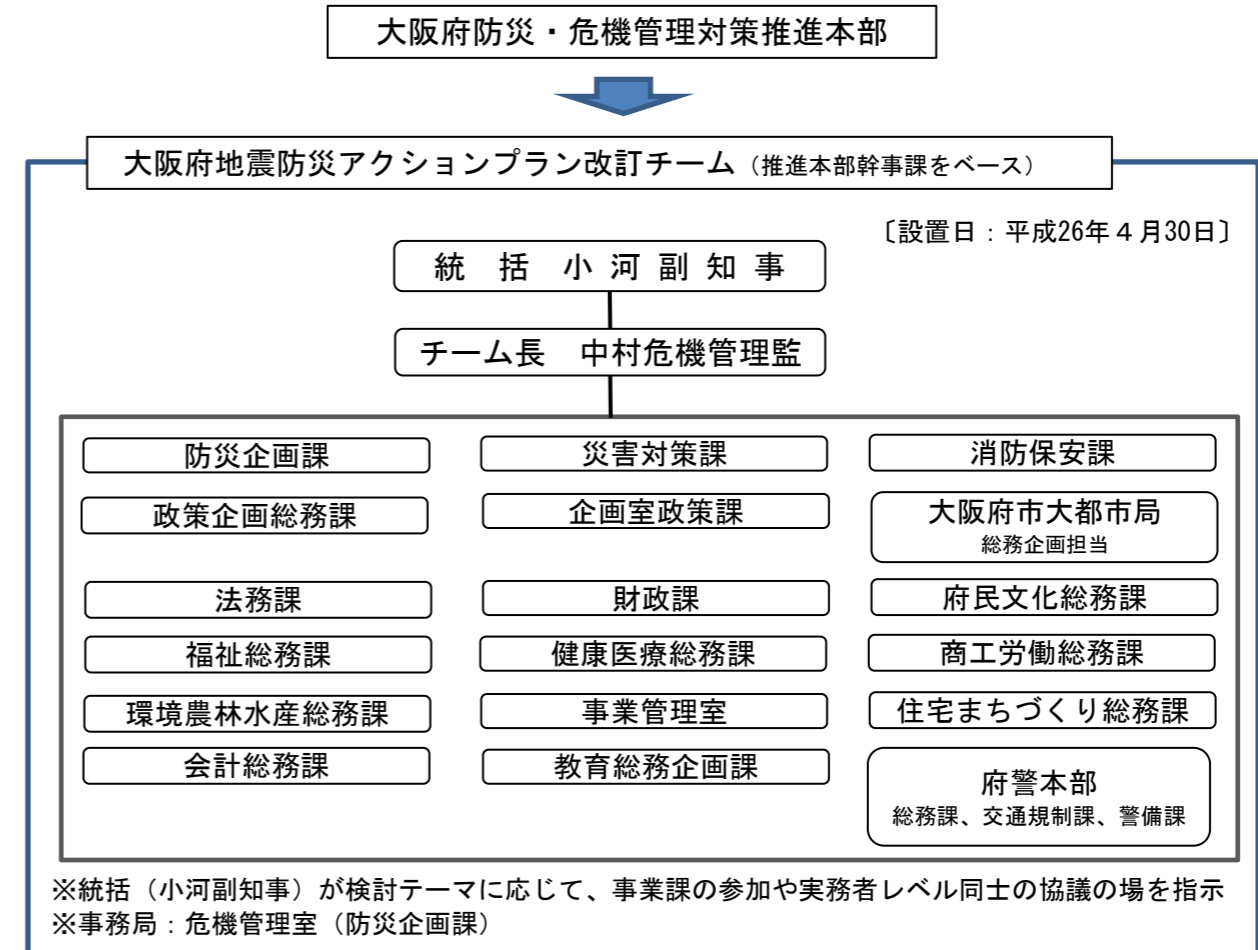 大阪府防災・危機管理対策推進本部
大阪府地震防災アクションプラン改訂チーム（推進本部幹事課をベース）
〔設置日：平成26年４月30日〕
統　括　小 河 副 知 事
チーム長　中村危機管理監
防災企画課
災害対策課
消防保安課
政策企画総務課
企画室政策課
大阪府市大都市局
総務企画担当
法務課
財政課
府民文化総務課
福祉総務課
健康医療総務課
商工労働総務課
環境農林水産総務課
事業管理室
住宅まちづくり総務課
会計総務課
教育総務企画課
府警本部
総務課、交通規制課、警備課
※統括（小河副知事）が検討テーマに応じて、事業課の参加や実務者レベル同士の協議の場を指示
※事務局：危機管理室（防災企画課）